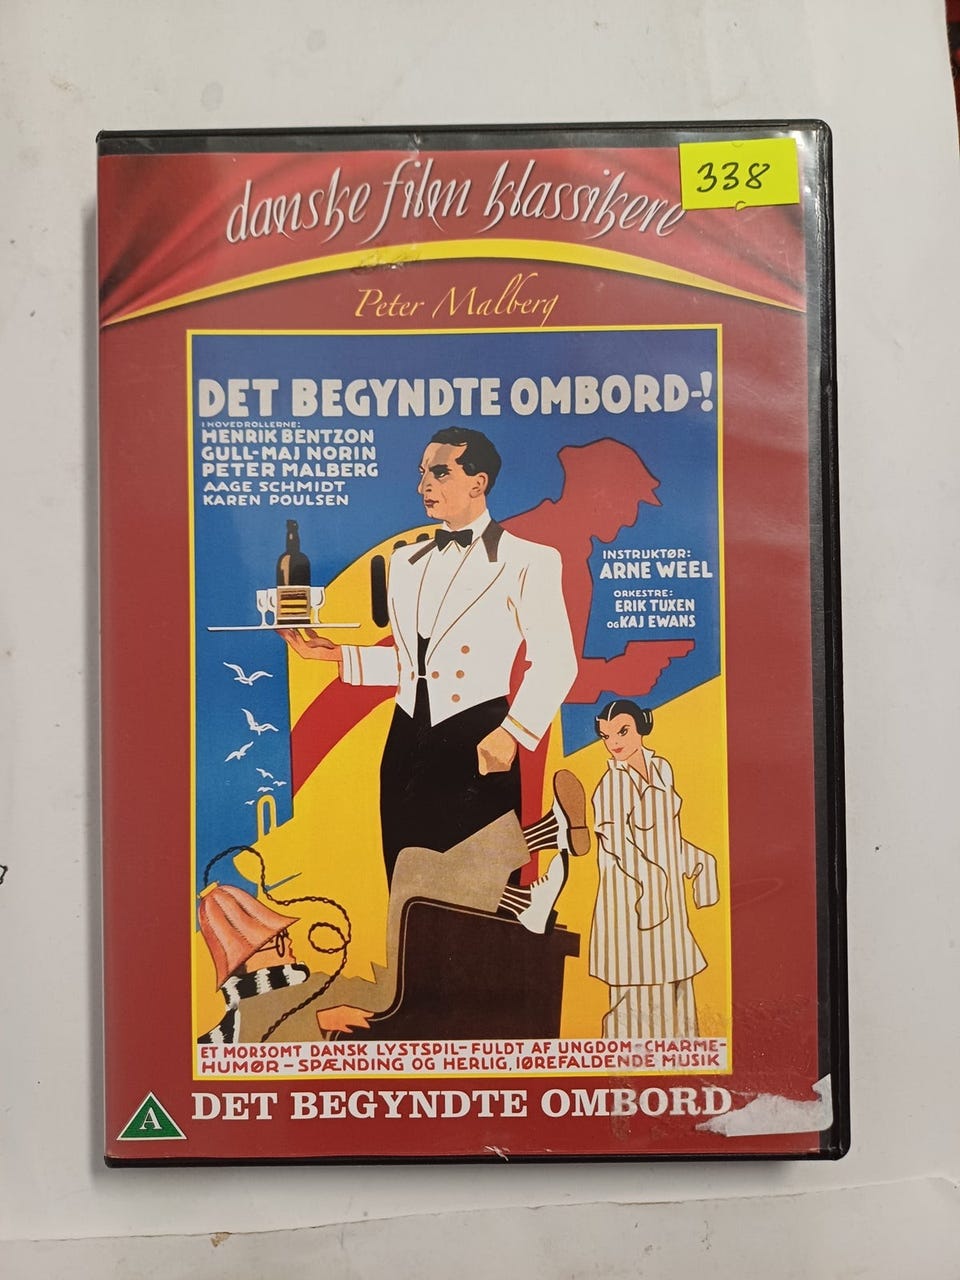 338
danske film klassikere
Peter Malberg
DET BEGYNDTE OMBORD-!
I HOVEDROLLERNE:
HENRIK BENTZON
GULL-MAJ NORIN
PETER MALBERG
AAGE SCHMIDT
KAREN POULSEN
INSTRUKTØR:
ARNE WEEL
ORKESTRE:
ERIK TUXEN
OG KAJ EWANS
ET MORSOMT DANSK LYSTSPIL-FULDT AF UNGDOM-CHARME-
HUMØR-SPÆNDING OG HERLIG, IØREFALDENDE MUSIK
A
DET BEGYNDTE OMBORD